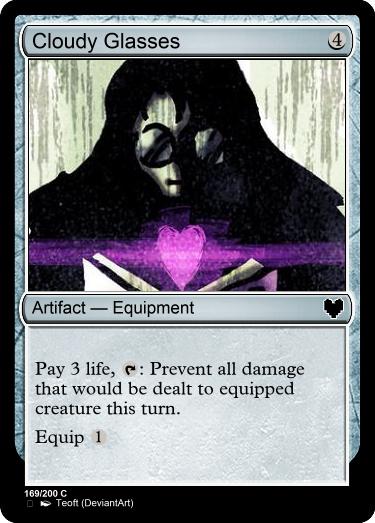 Cloudy Glasses 4
Artifact — Equipment
Pay 3 life, : Prevent all damage
that would be dealt to equipped
creature this turn.
Equip 1
169/200 C
Teoft (DeviantArt)